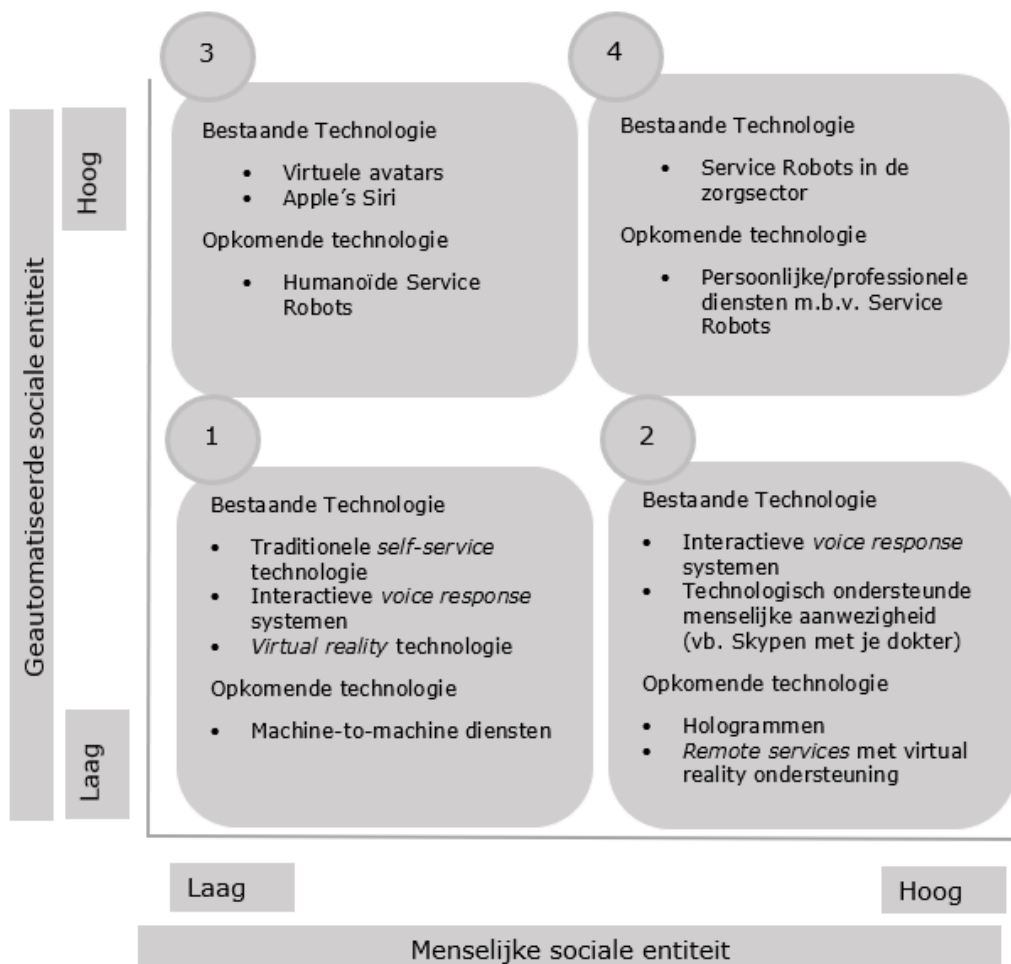 3
Bestaande Technologie
• Virtuele avatars
• Apple's Siri
Opkomende technologie
• Humanoïde Service
Robots
4
Bestaande Technologie
• Service Robots in de
zorgsector
Opkomende technologie
• Persoonlijke/professionele
diensten m.b.v. Service
Robots
Hoog
Geautomatiseerde sociale entiteit
Laag
1
Bestaande Technologie
• Traditionele self-service
technologie
• Interactieve voice response
systemen
• Virtual reality technologie
Opkomende technologie
• Machine-to-machine diensten
2
Bestaande Technologie
• Interactieve voice response
systemen
• Technologisch ondersteunde
menselijke aanwezigheid
(vb. Skypen met je dokter)
Opkomende technologie
• Hologrammen
• Remote services met virtual
reality ondersteuning
Laag
Hoog
Menselijke sociale entiteit